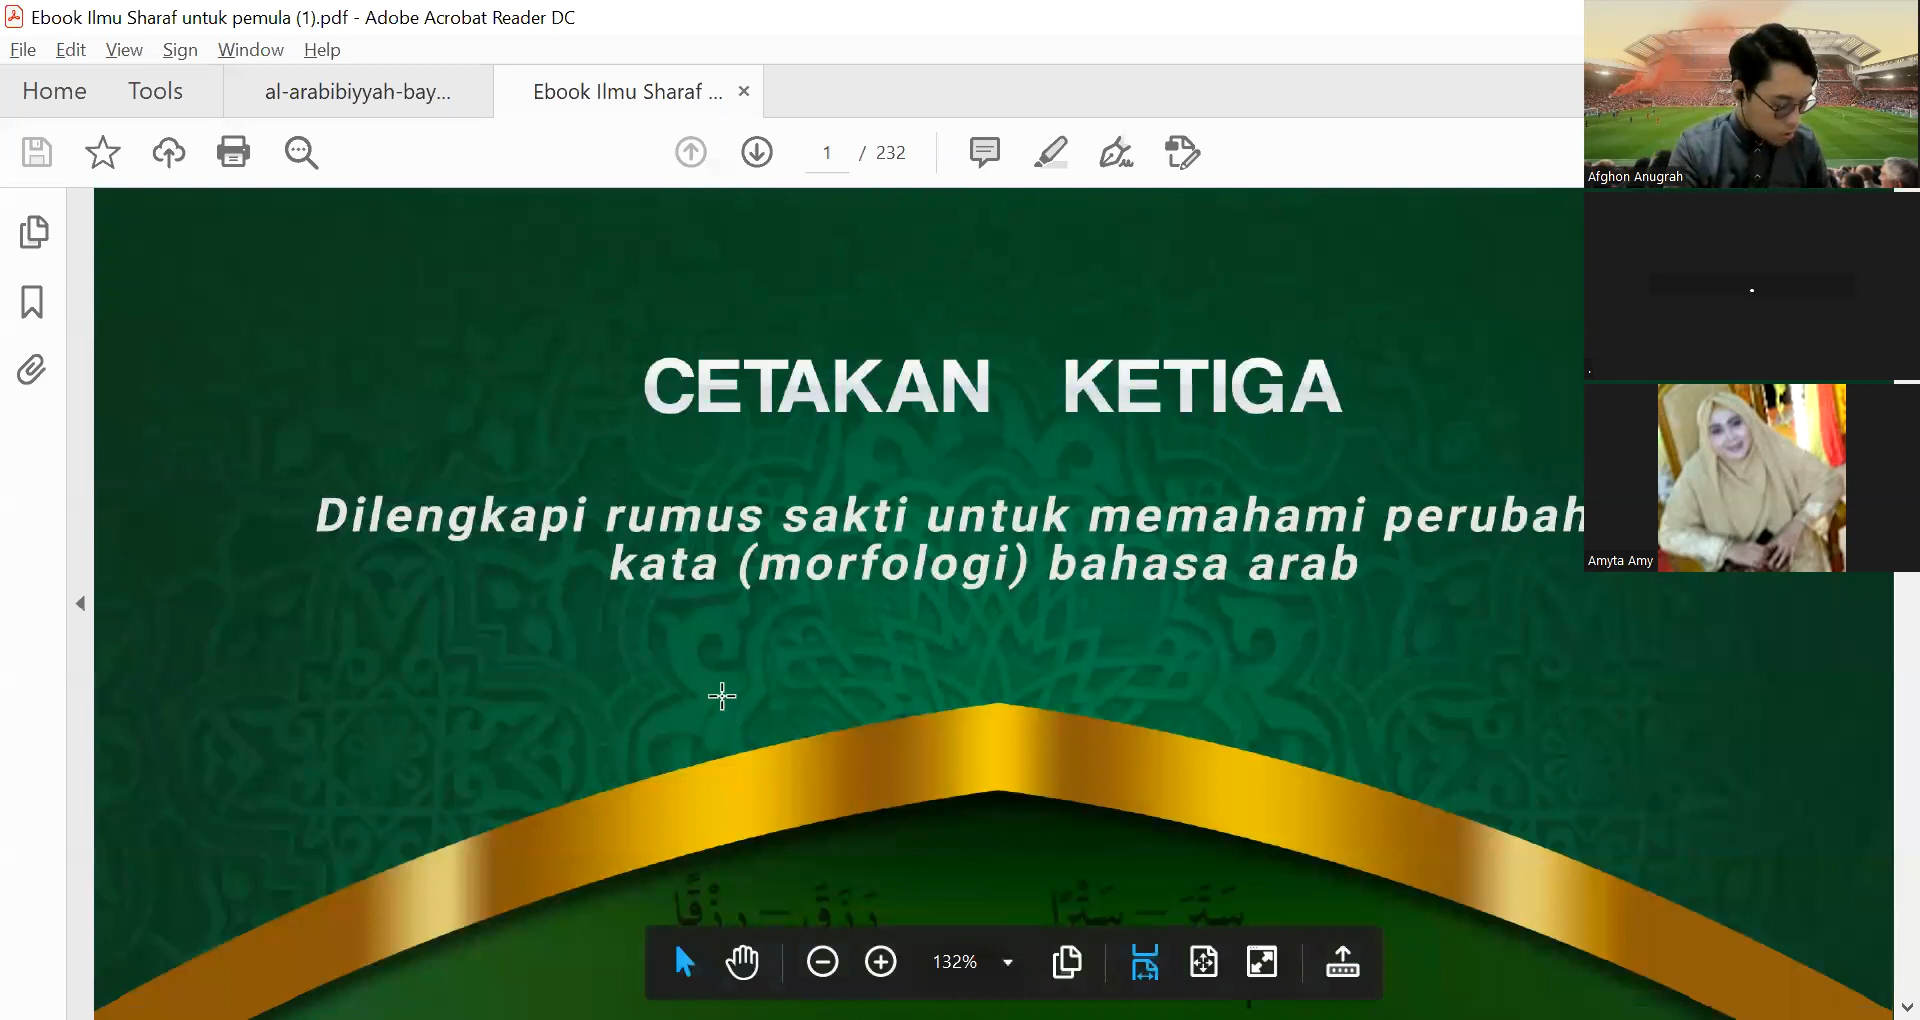 Ebook Ilmu Sharaf untuk pemula (1).pdf - Adobe Acrobat Reader DC
File Edit View Sign Window Help
Home Tools al-arabibiyyah-bay... Ebook Ilmu Sharaf ... ×
1 / 232
Afghon Anugrah
.
.
CETAKAN KETIGA
Dilengkapi rumus sakti untuk memahami perubah
kata (morfologi) bahasa arab
Amyta Amy
سَتَرَ – سَتْرًا
رَزَقَ – رِزْقًا
132%